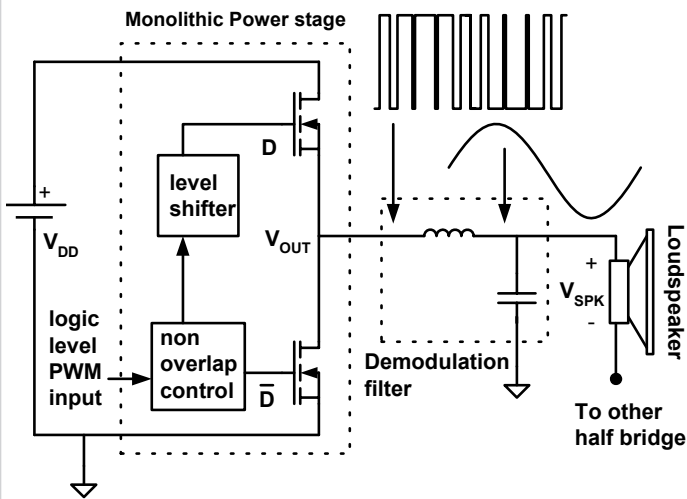 Monolithic Power stage
D
level
shifter
+
V_DD
V_OUT
logic
level
PWM
input
non
overlap
control
D̅
Demodulation
filter
+
V_SPK
-
Loudspeaker
To other
half bridge